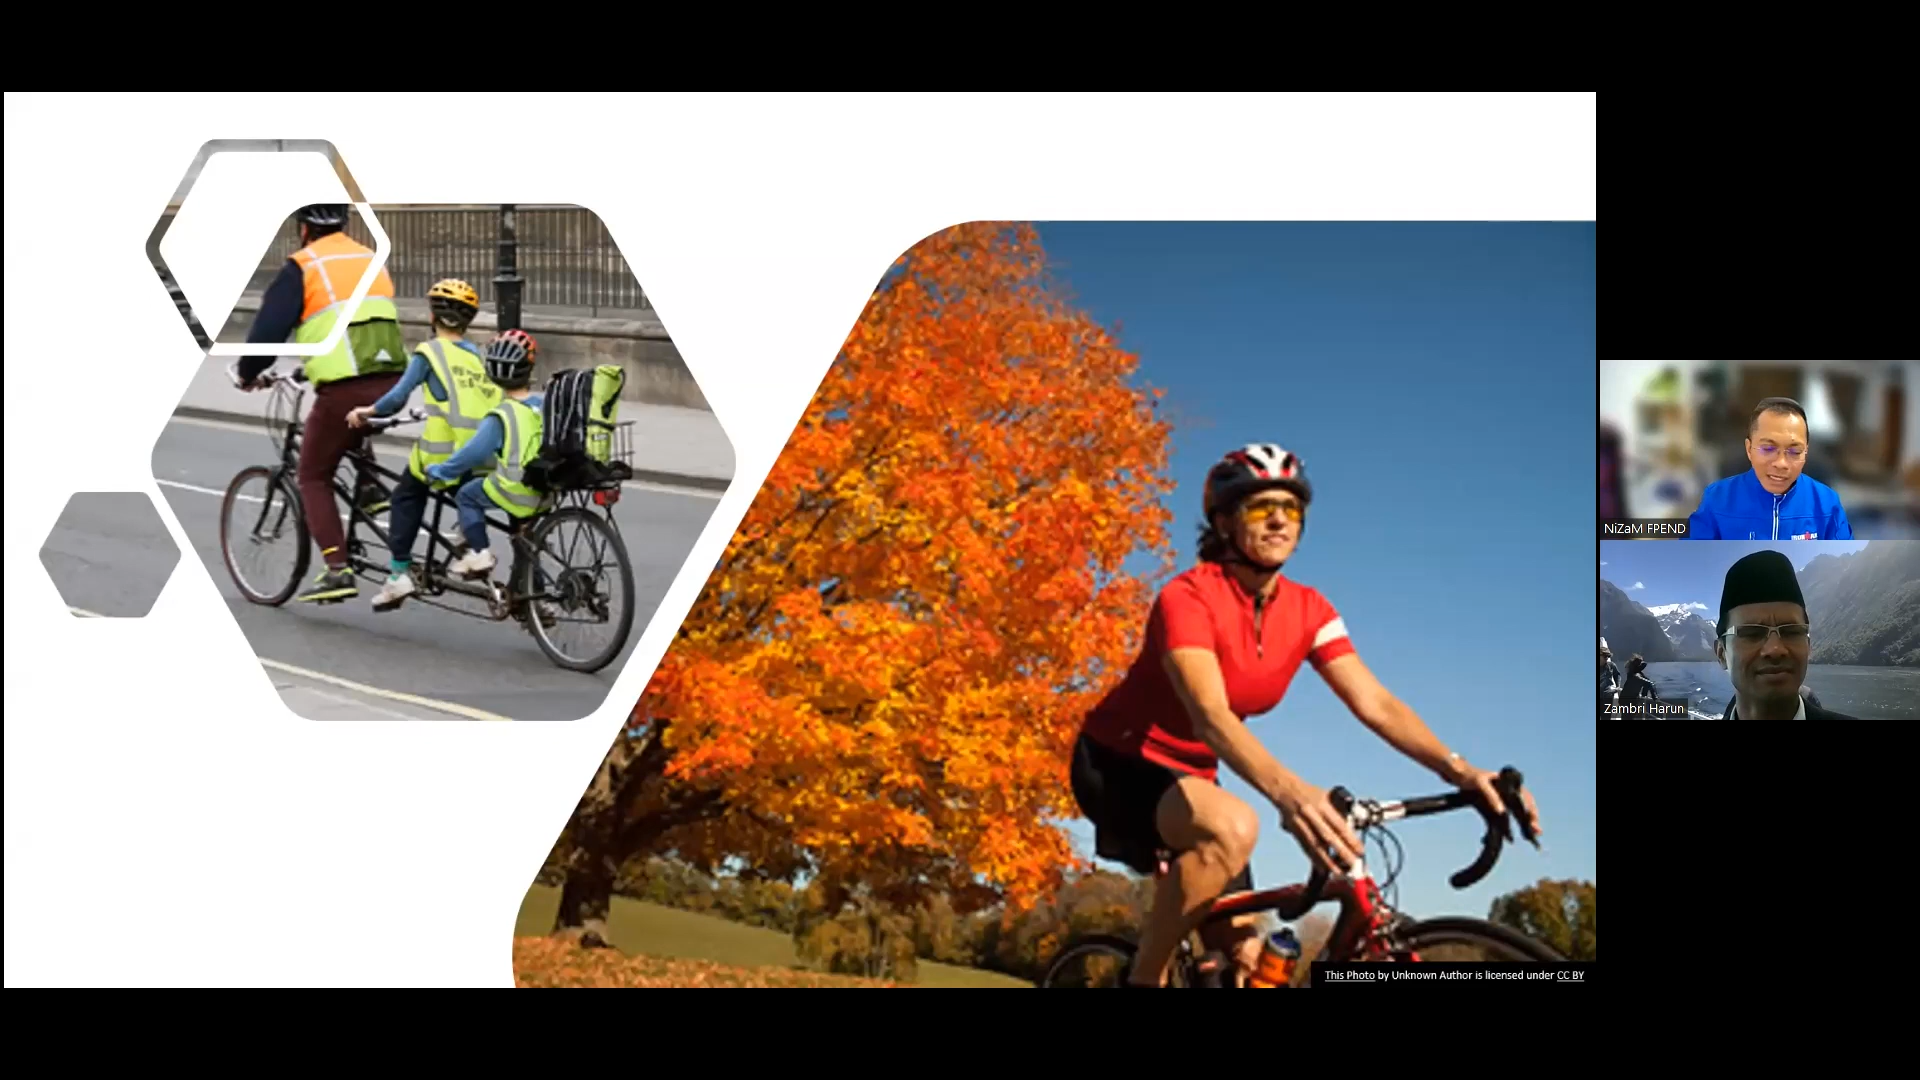 This Photo by Unknown Author is licensed under CC BY
NiZaM FPEND
Zambri Harun